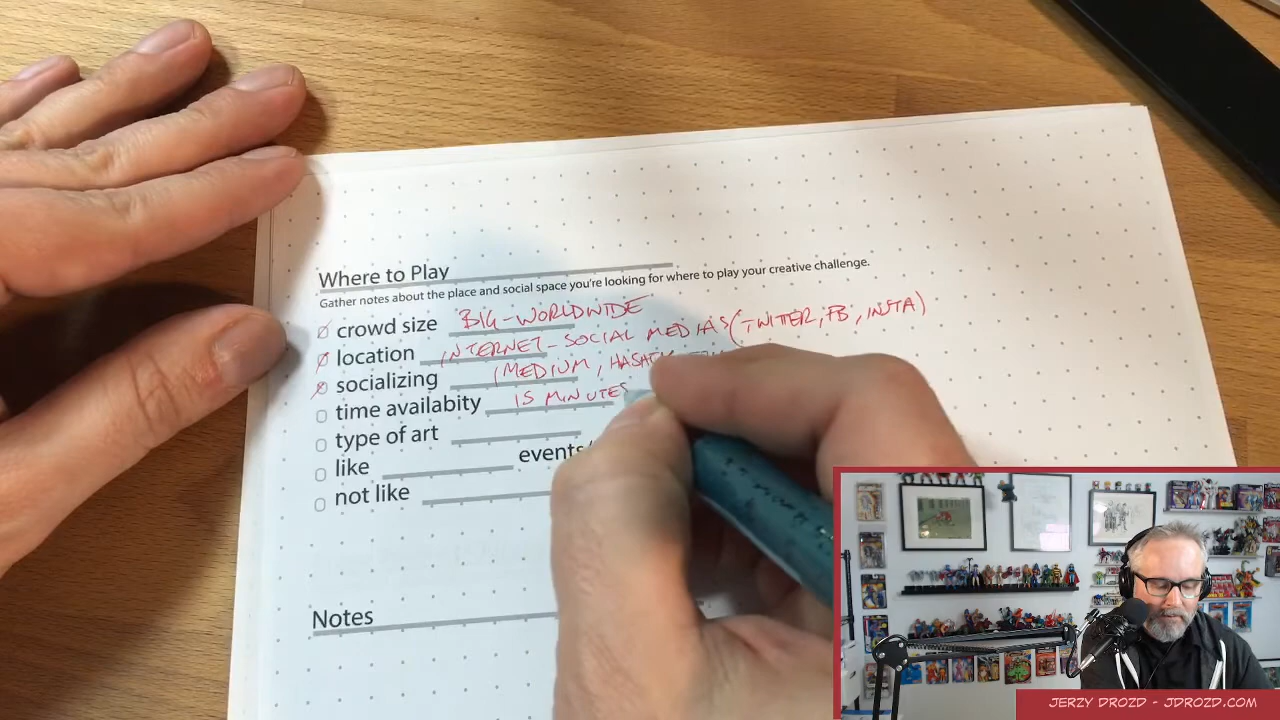 Where to Play
Gather notes about the place and social space you're looking for where to play your creative challenge.
crowd size BIG-WORLDWIDE
location INTERNET-SOCIAL MEDIAS (TWITTER, FB, INSTA)
socializing (MEDIUM,
time availabity 15 MINUTES
type of art
like events
not like
Notes
JERZY DROZD - JDROZD.COM